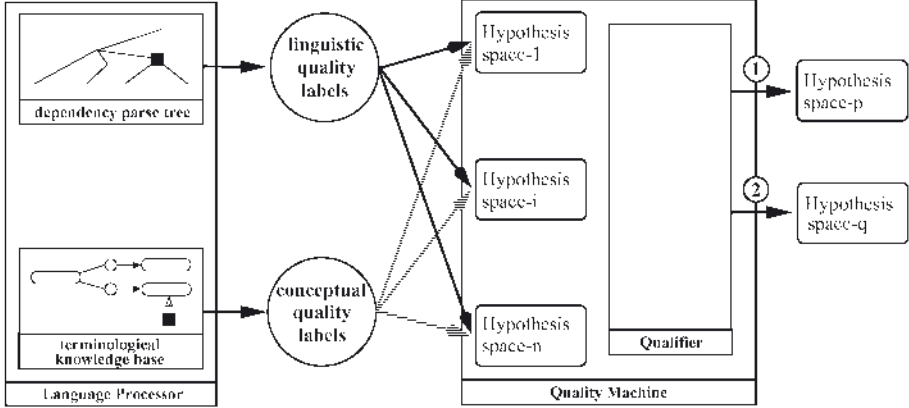 dependency parse tree
terminological
knowledge base
Language Processor
linguistic
quality
labels
conceptual
quality
labels
Hypothesis
space-1
Hypothesis
space-i
Hypothesis
space-n
Qualifier
Quality Machine
1
Hypothesis
space-p
2
Hypothesis
space-q